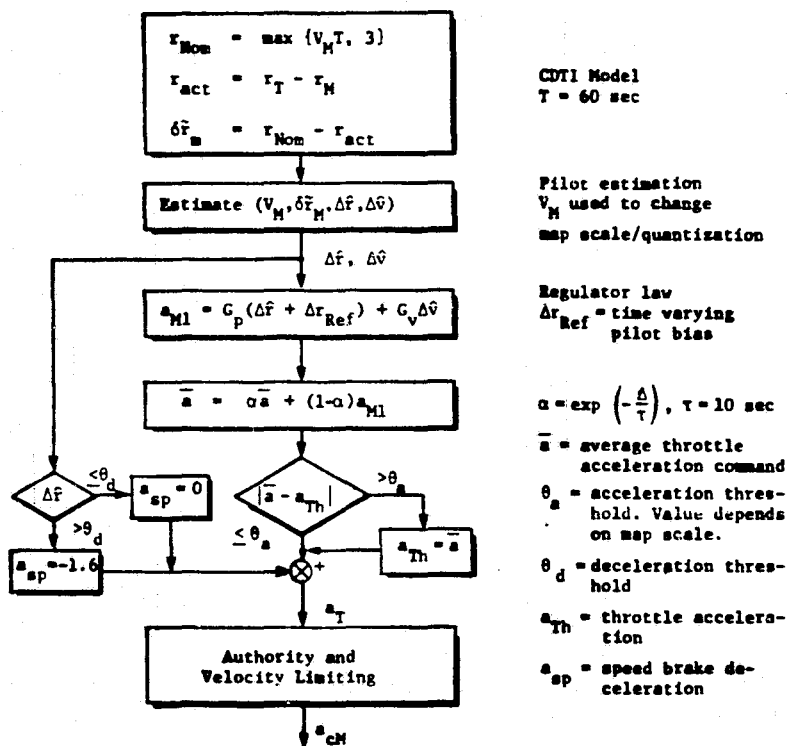 r_Nom = max {V_M T, 3}
r_act = r_T - r_M
δr̃_m = r_Nom - r_act
CDTI Model
T = 60 sec
Estimate (V_M, δr̃_M, Δr̂, Δv̂)
Pilot estimation
V_M used to change
map scale/quantization
Δr̂, Δv̂
a_M1 = G_p(Δr̂ + Δr_Ref) + G_v Δv̂
Regulator law
Δr_Ref = time varying
pilot bias
ā = αā + (1-α)a_M1
α = exp (-Δ/τ), τ = 10 sec
ā = average throttle
acceleration command
Δr̂
≤θ_d
a_sp = 0
|ā - a_Th|
>θ_a
θ_a = acceleration thres-
hold. Value depends
on map scale.
>θ_d
a_sp = -1.6
≤ θ_a
+
a_Th = ā
θ_d = deceleration thres-
hold
a_T
a_Th = throttle accelera-
tion
Authority and
Velocity Limiting
a_sp = speed brake de-
celeration
a_cM